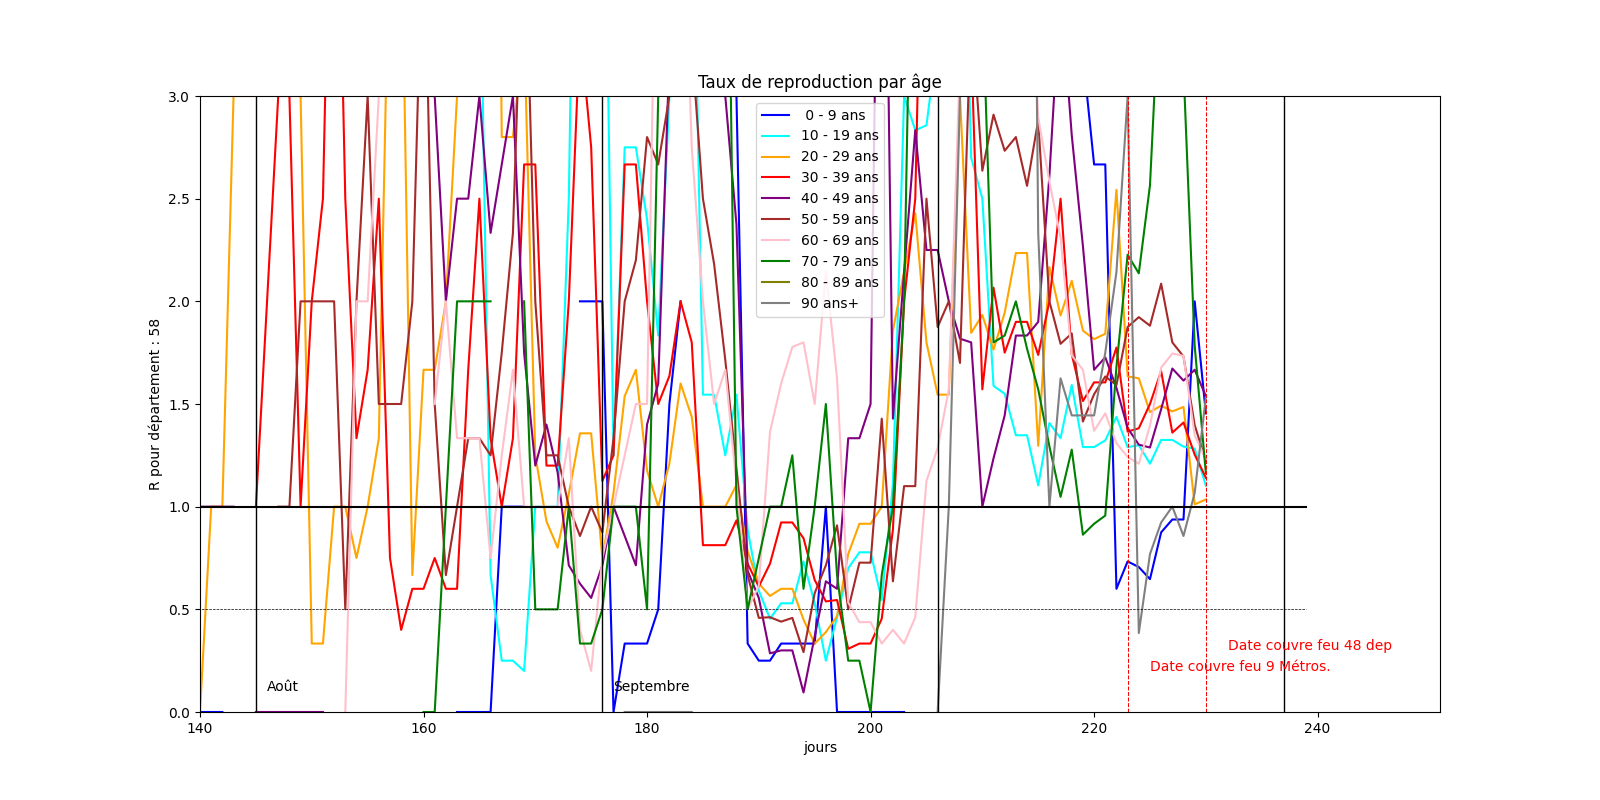 Taux de reproduction par âge
3.0
2.5
2.0
1.5
1.0
0.5
0.0
R pour département : 58
0 - 9 ans
10 - 19 ans
20 - 29 ans
30 - 39 ans
40 - 49 ans
50 - 59 ans
60 - 69 ans
70 - 79 ans
80 - 89 ans
90 ans+
Date couvre feu 48 dep
Date couvre feu 9 Métros.
Août
Septembre
140
160
180
200
220
240
jours